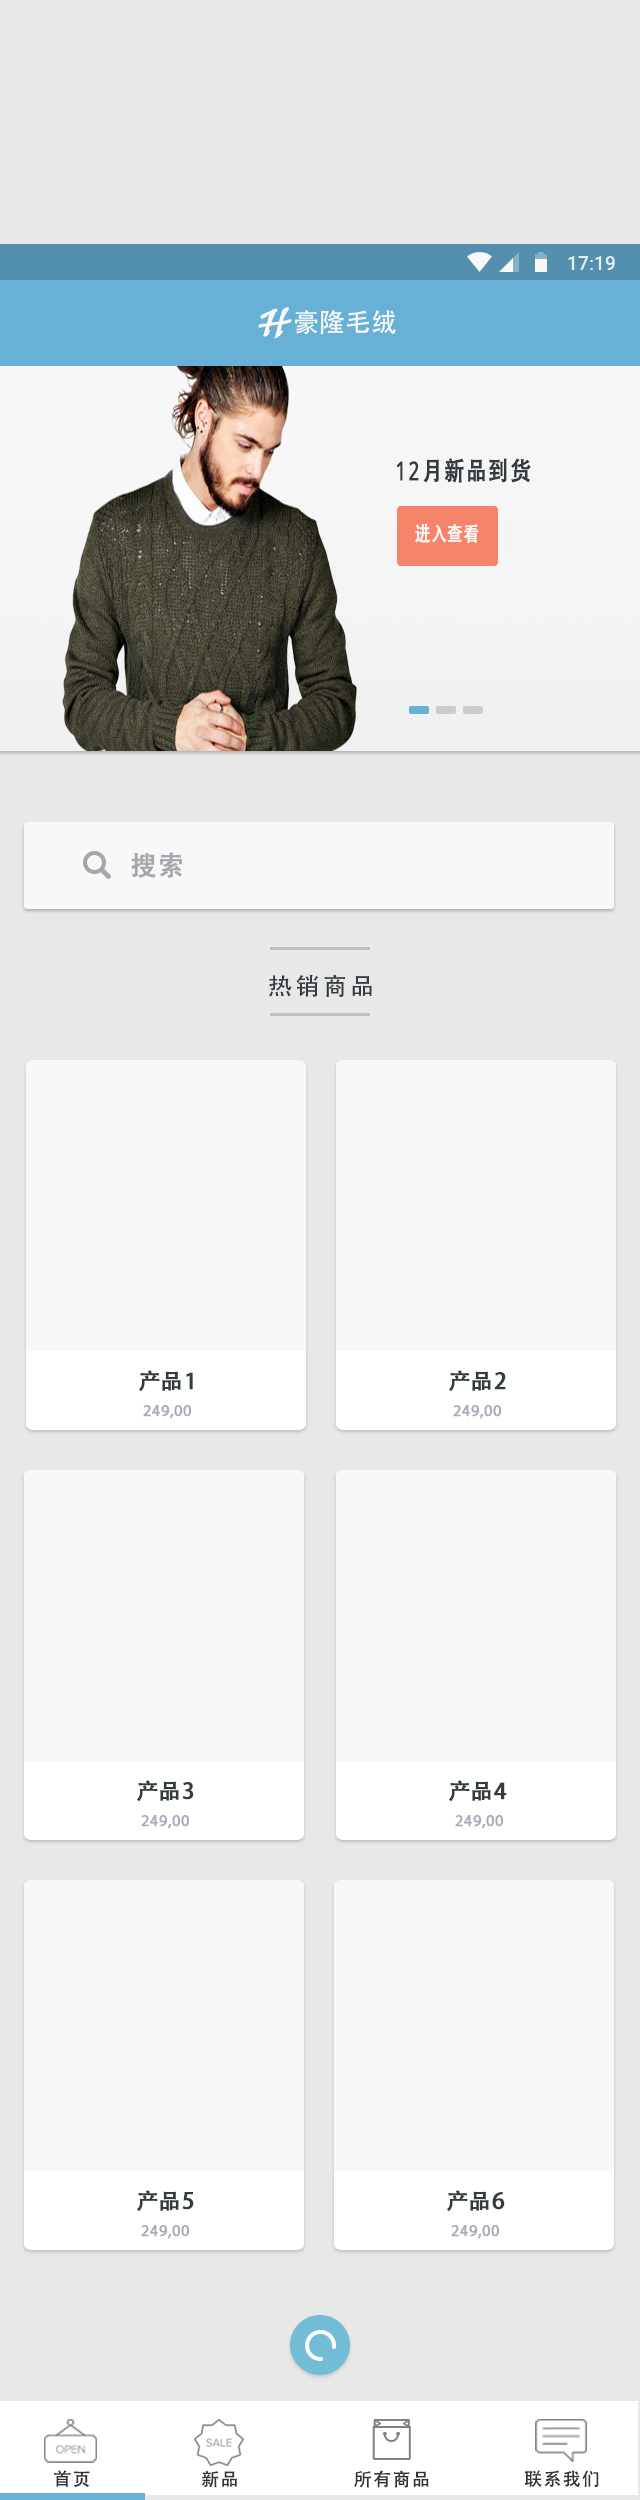 17:19
H豪隆毛绒
12月新品到货
进入查看
搜索
热销商品
产品1
249,00
产品2
249,00
产品3
249,00
产品4
249,00
产品5
249,00
产品6
249,00
OPEN
SALE
首页
新品
所有商品
联系我们